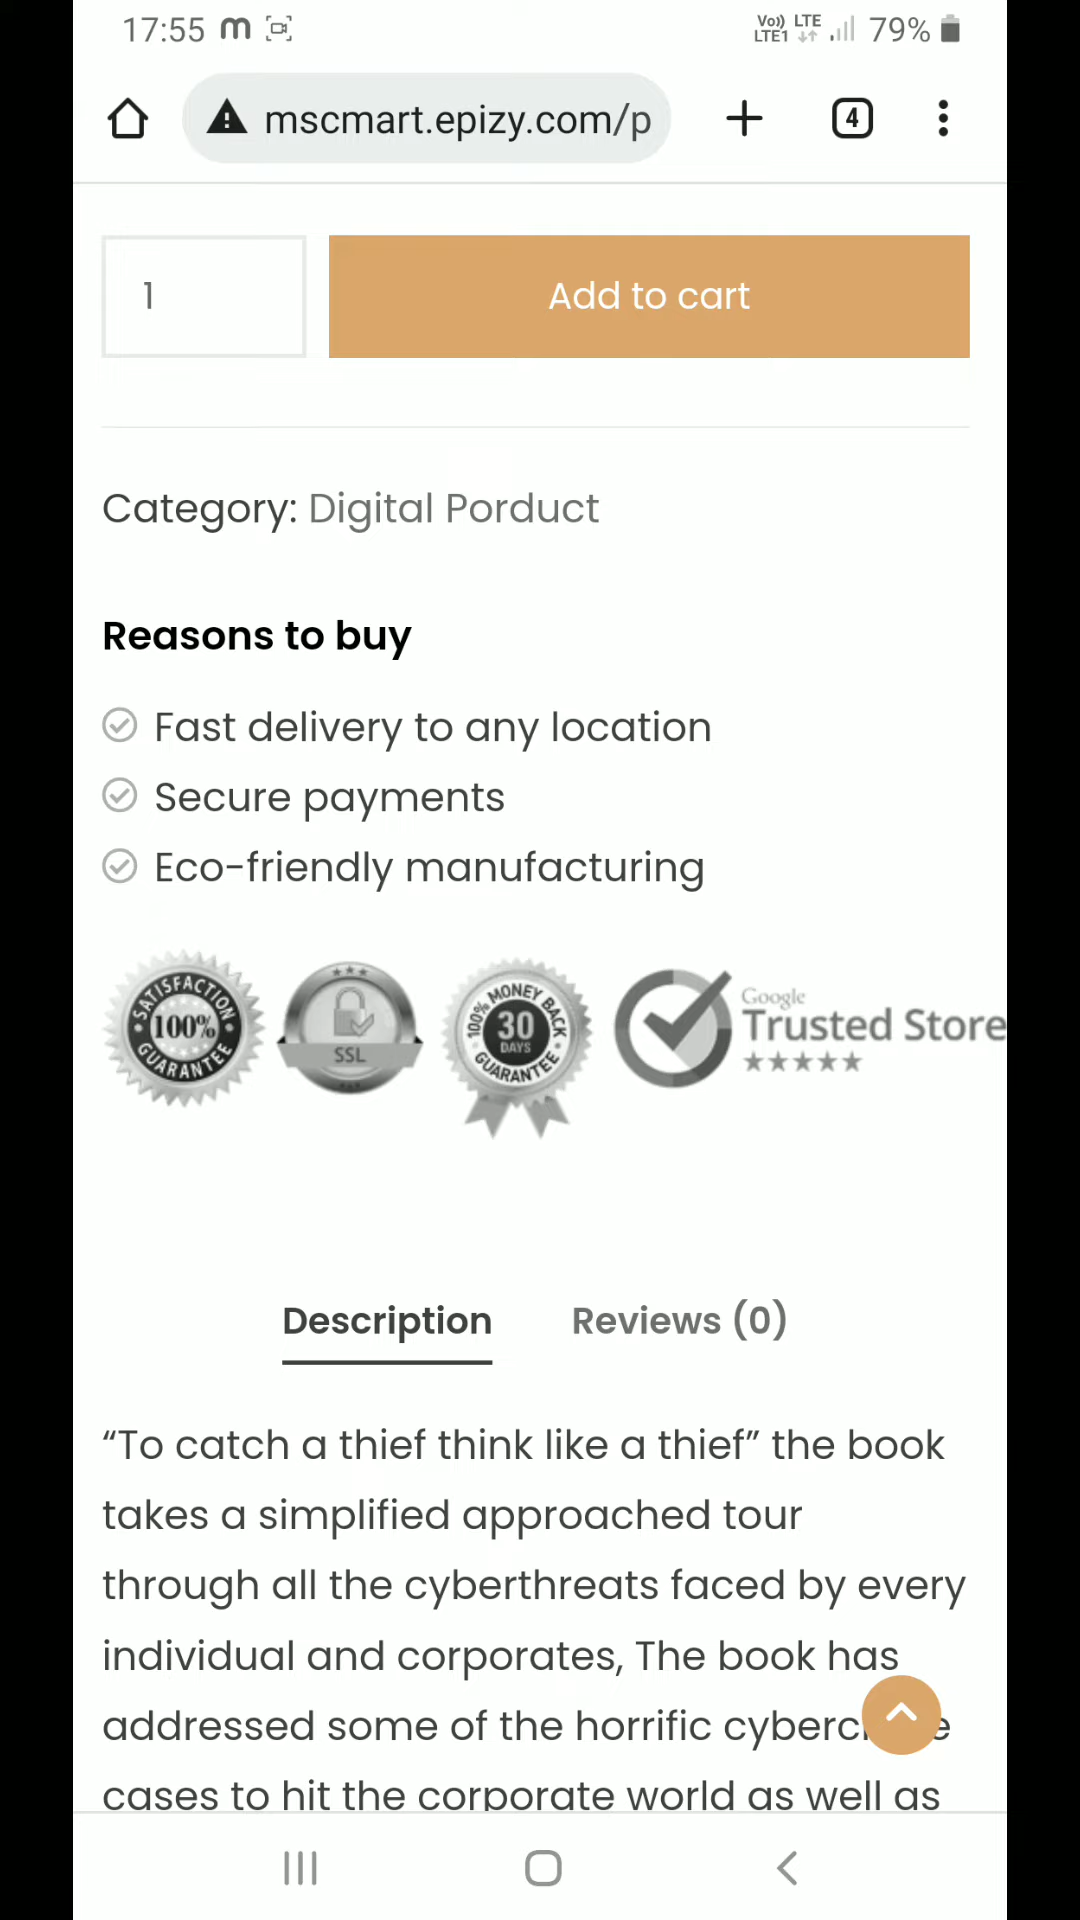 17:55 m Vo)) LTE1 LTE 79%
mscmart.epizy.com/p 4
1 Add to cart
Category: Digital Porduct
Reasons to buy
Fast delivery to any location
Secure payments
Eco-friendly manufacturing
SATISFACTION 100% GUARANTEE
SSL
100% MONEY BACK 30 DAYS GUARANTEE
Google
Trusted Store
Description Reviews (0)
“To catch a thief think like a thief” the book
takes a simplified approached tour
through all the cyberthreats faced by every
individual and corporates, The book has
addressed some of the horrific
cases to hit the corporate world as well as